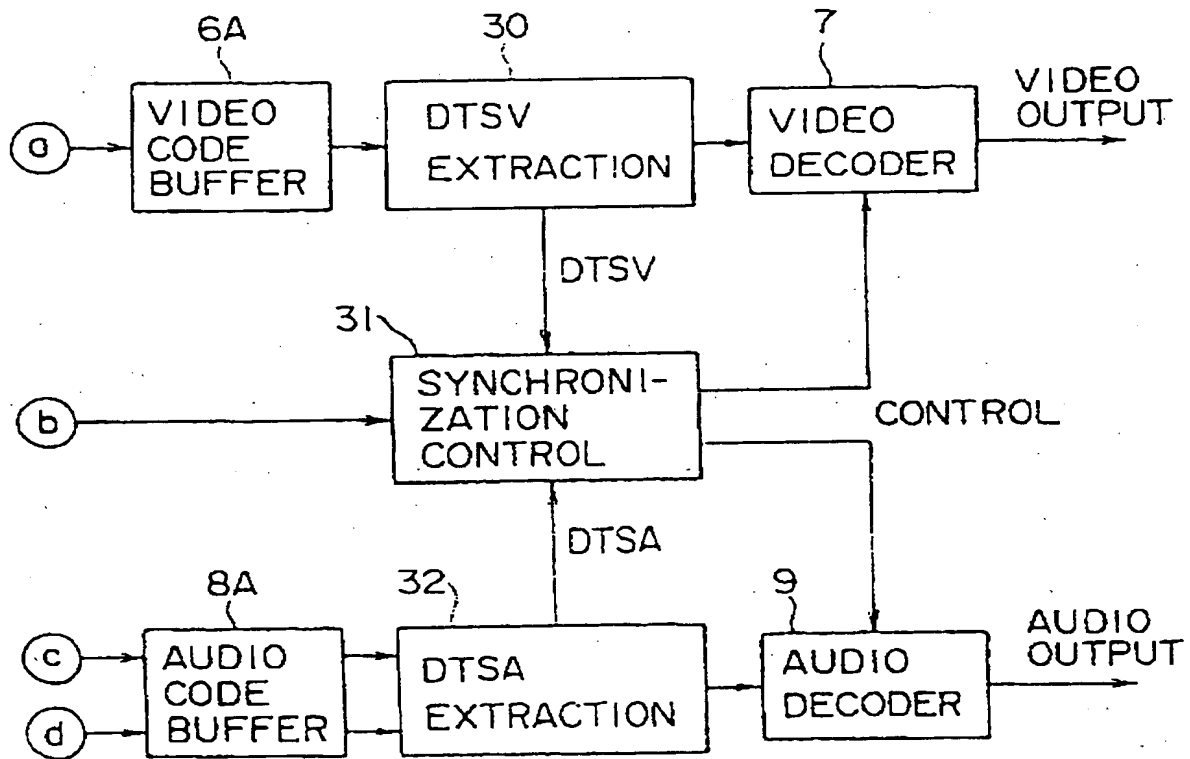 6A
30
7
VIDEO
OUTPUT
a
VIDEO
CODE
BUFFER
DTSV
EXTRACTION
VIDEO
DECODER
DTSV
31
b
SYNCHRONI-
ZATION
CONTROL
CONTROL
DTSA
8A
32
9
AUDIO
OUTPUT
c
d
AUDIO
CODE
BUFFER
DTSA
EXTRACTION
AUDIO
DECODER